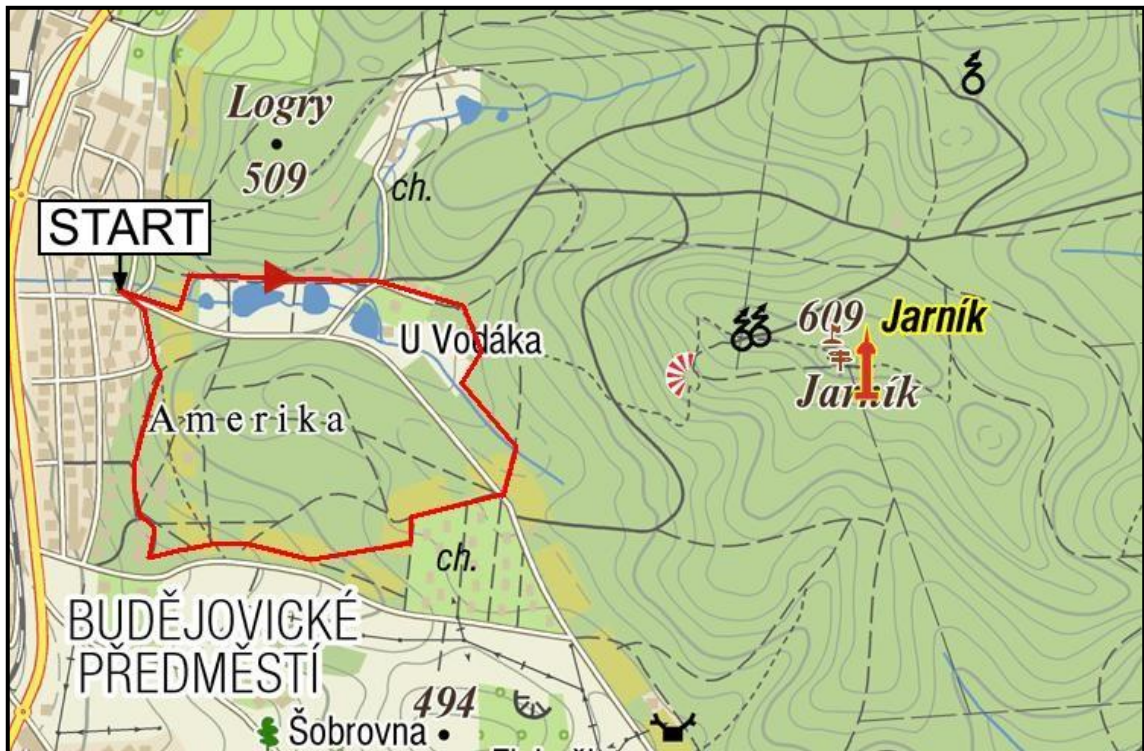 Logry
509
ch.
START
U Vodáka
609
Jarník
Jarník
Amerika
ch.
BUDĚJOVICKÉ
PŘEDMĚSTÍ
494
Šobrovna